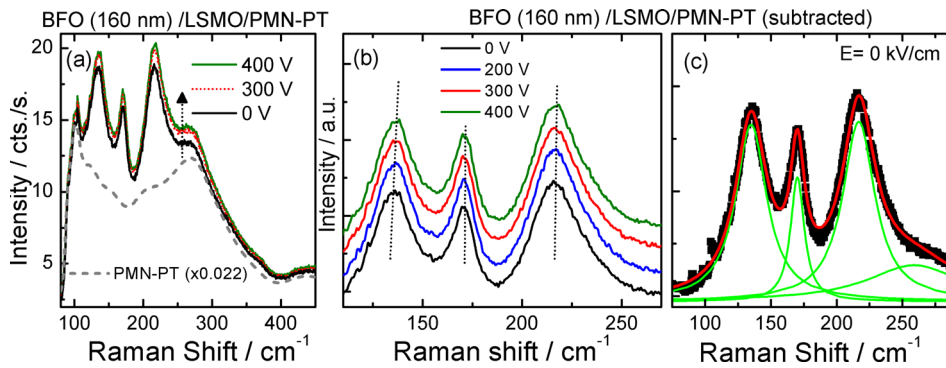 BFO (160 nm) /LSMO/PMN-PT
BFO (160 nm) /LSMO/PMN-PT (subtracted)
(a)
400 V
300 V
0 V
PMN-PT (x0.022)
20
15
10
5
100 200 300 400
Intensity / cts./s.
Raman Shift / cm-1
(b)
0 V
200 V
300 V
400 V
150 200 250
Intensity / a.u.
Raman shift / cm-1
(c)
E= 0 kV/cm
100 150 200 250
Raman Shift / cm-1